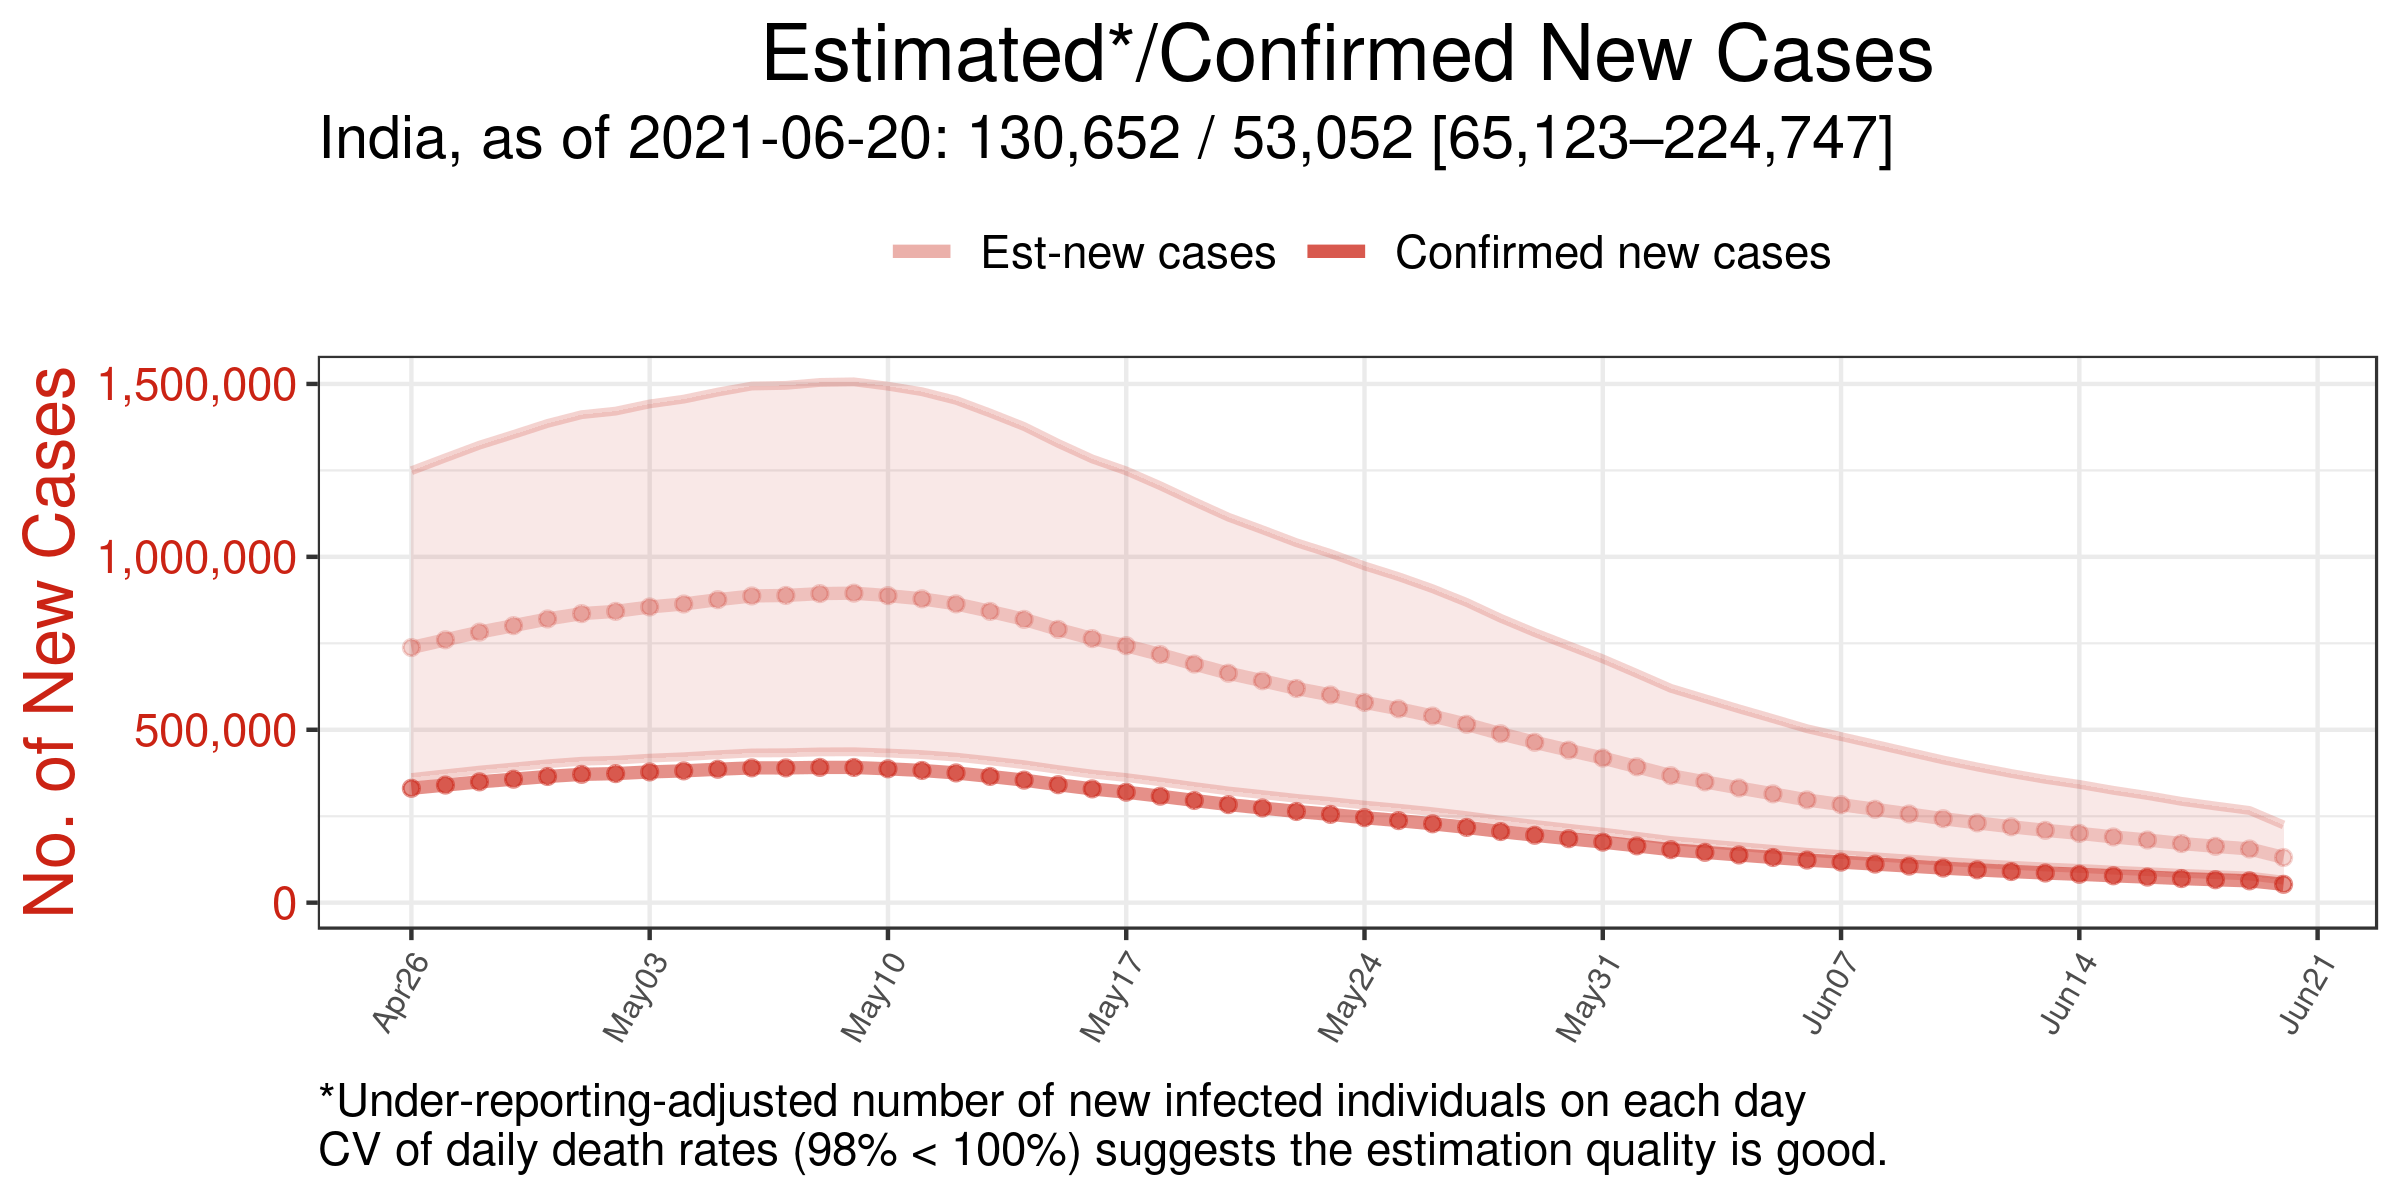 Estimated*/Confirmed New Cases
India, as of 2021-06-20: 130,652 / 53,052 [65,123–224,747]
Est-new cases
Confirmed new cases
No. of New Cases
1,500,000
1,000,000
500,000
0
Apr26
May03
May10
May17
May24
May31
Jun07
Jun14
Jun21
*Under-reporting-adjusted number of new infected individuals on each day
CV of daily death rates (98% < 100%) suggests the estimation quality is good.